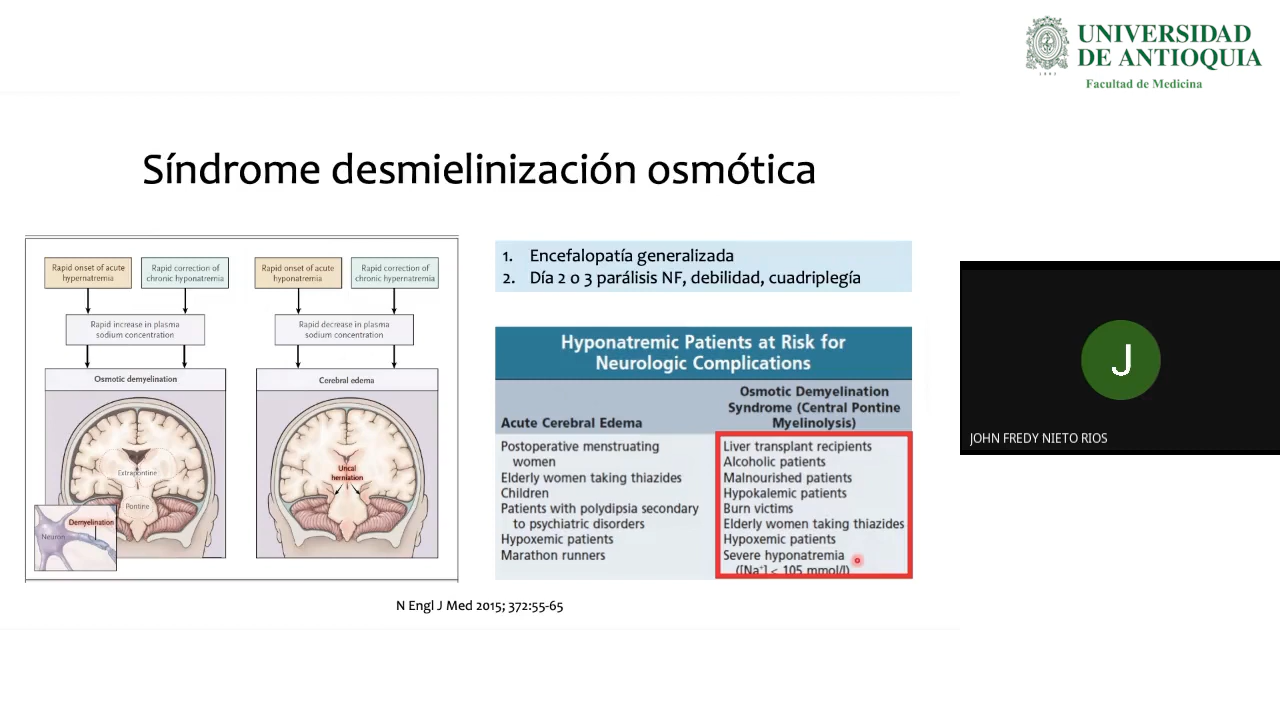 UNIVERSIDAD
DE ANTIOQUIA
1803
Facultad de Medicina
Síndrome desmielinización osmótica
Rapid onset of acute
hypernatremia
Rapid correction of
chronic hyponatremia
Rapid onset of acute
hyponatremia
Rapid correction of
chronic hypernatremia
Rapid increase in plasma
sodium concentration
Rapid decrease in plasma
sodium concentration
Osmotic demyelination
Cerebral edema
Extrapontine
Pontine
Demyelination
Neuron
Uncal
herniation
1. Encefalopatía generalizada
2. Día 2 o 3 parálisis NF, debilidad, cuadriplegía
Hyponatremic Patients at Risk for
Neurologic Complications
Acute Cerebral Edema
Osmotic Demyelination
Syndrome (Central Pontine
Myelinolysis)
Postoperative menstruating
women
Elderly women taking thiazides
Children
Patients with polydipsia secondary
to psychiatric disorders
Hypoxemic patients
Marathon runners
Liver transplant recipients
Alcoholic patients
Malnourished patients
Hypokalemic patients
Burn victims
Elderly women taking thiazides
Hypoxemic patients
Severe hyponatremia
([Na⁺] < 105 mmol/l)
N Engl J Med 2015; 372:55-65
J
JOHN FREDY NIETO RIOS